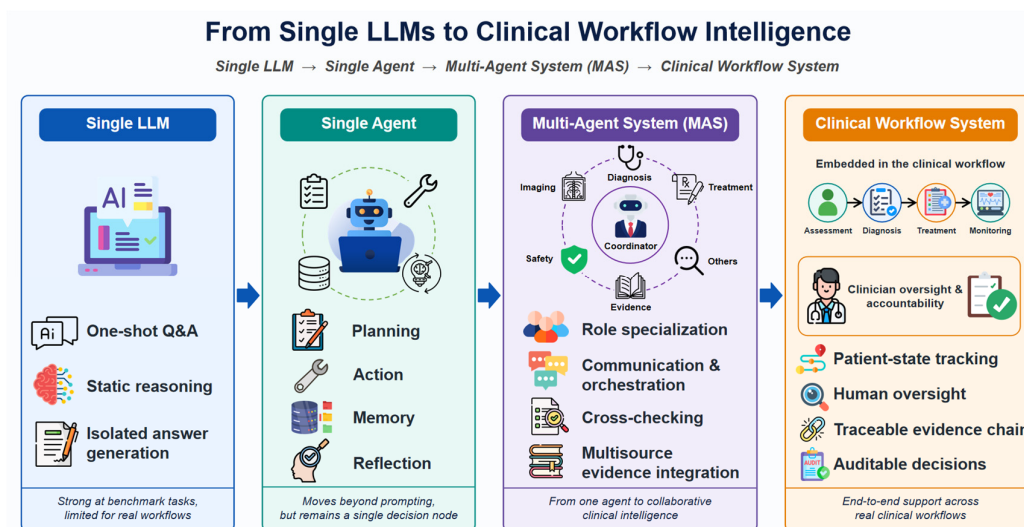 From Single LLMs to Clinical Workflow Intelligence
Single LLM → Single Agent → Multi-Agent System (MAS) → Clinical Workflow System
Single LLM
AI
Ai
One-shot Q&A
Static reasoning
Isolated answer
generation
Strong at benchmark tasks,
limited for real workflows
Single Agent
Planning
Action
Memory
Reflection
Moves beyond prompting,
but remains a single decision node
Multi-Agent System (MAS)
Diagnosis
Imaging
Treatment
Coordinator
Safety
Others
Evidence
Role specialization
Communication &
orchestration
Cross-checking
Multisource
evidence integration
From one agent to collaborative
clinical intelligence
Clinical Workflow System
Embedded in the clinical workflow
Assessment
Diagnosis
Treatment
Monitoring
Clinician oversight &
accountability
Patient-state tracking
Human oversight
Traceable evidence chain
AUDIT
Auditable decisions
End-to-end support across
real clinical workflows